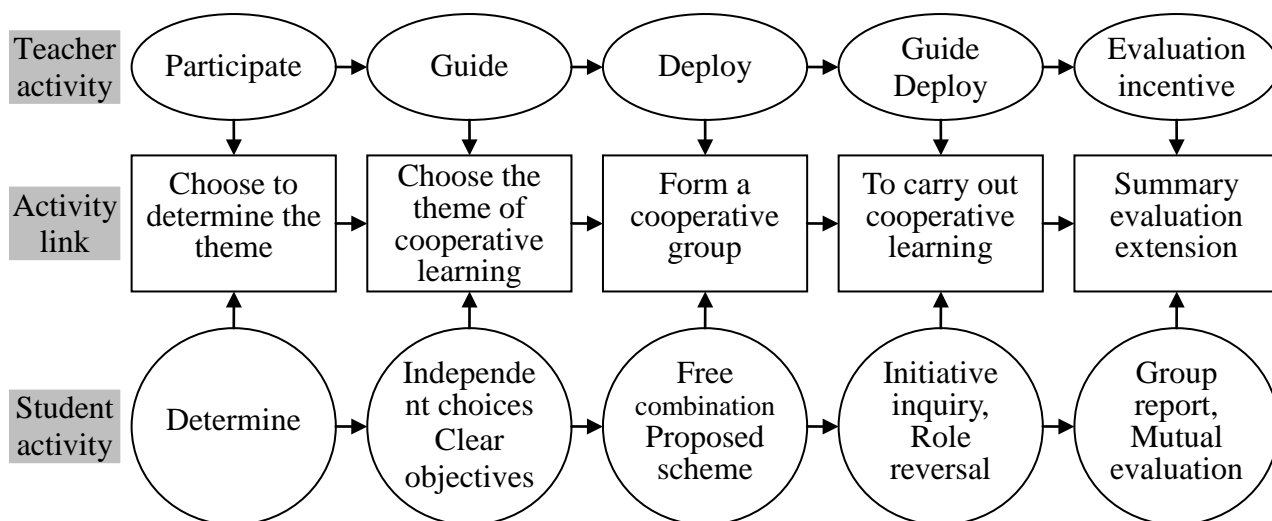 Teacher
activity
Participate
Guide
Deploy
Guide
Deploy
Evaluation
incentive
Activity
link
Choose to
determine the
theme
Choose the
theme of
cooperative
learning
Form a
cooperative
group
To carry out
cooperative
learning
Summary
evaluation
extension
Student
activity
Determine
Independe
nt choices
Clear
objectives
Free
combination
Proposed
scheme
Initiative
inquiry,
Role
reversal
Group
report,
Mutual
evaluation